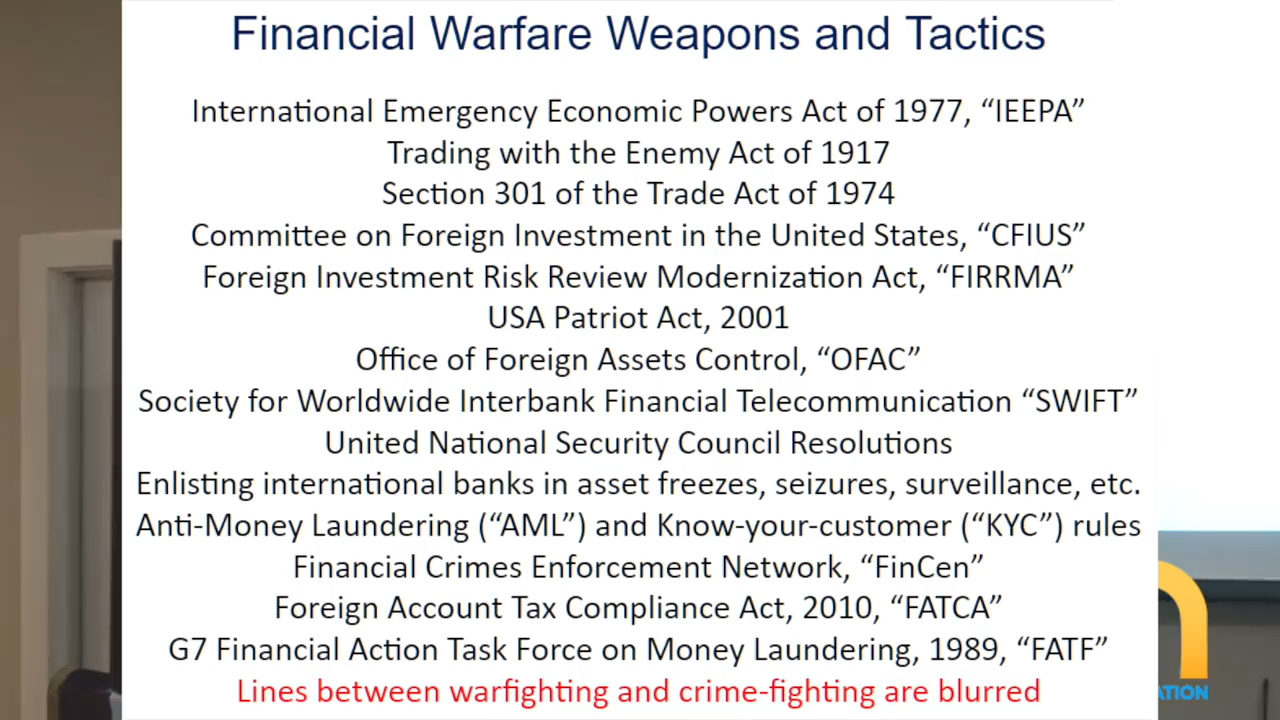 Financial Warfare Weapons and Tactics
International Emergency Economic Powers Act of 1977, “IEEPA”
Trading with the Enemy Act of 1917
Section 301 of the Trade Act of 1974
Committee on Foreign Investment in the United States, “CFIUS”
Foreign Investment Risk Review Modernization Act, “FIRRMA”
USA Patriot Act, 2001
Office of Foreign Assets Control, “OFAC”
Society for Worldwide Interbank Financial Telecommunication “SWIFT”
United National Security Council Resolutions
Enlisting international banks in asset freezes, seizures, surveillance, etc.
Anti-Money Laundering (“AML”) and Know-your-customer (“KYC”) rules
Financial Crimes Enforcement Network, “FinCen”
Foreign Account Tax Compliance Act, 2010, “FATCA”
G7 Financial Action Task Force on Money Laundering, 1989, “FATF”
Lines between warfighting and crime-fighting are blurred